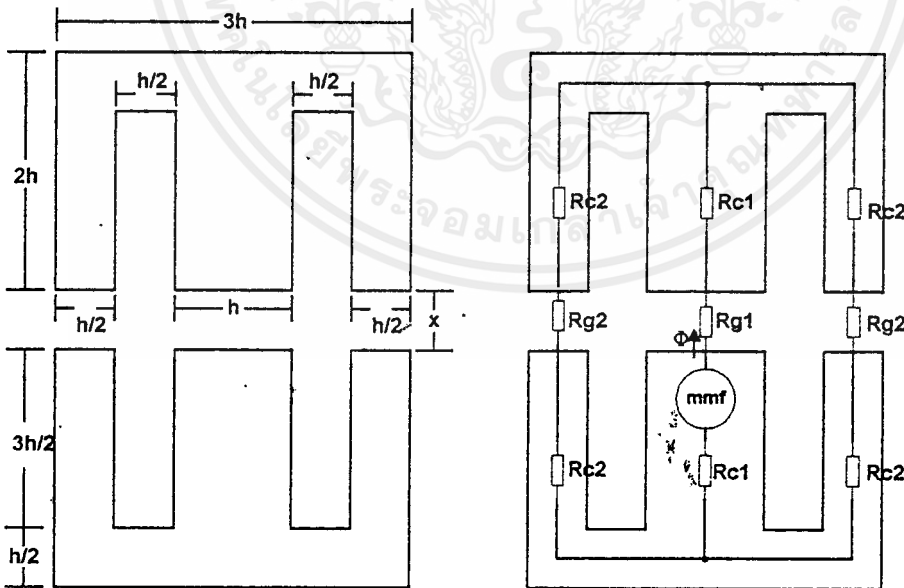 3h
h/2
h/2
2h
h/2
h
h/2
x
3h/2
h/2
Rc2
Rc1
Rc2
Rg2
Rg1
Rg2
Φ
mmf
Rc2
Rc1
Rc2